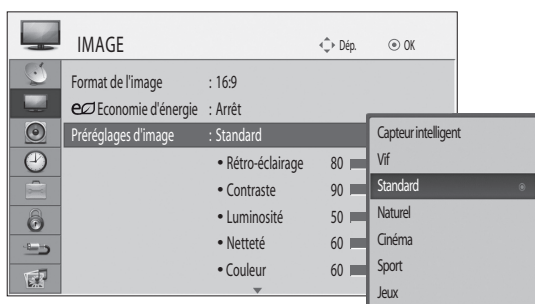 IMAGE
Dép.
OK
Format de l'image : 16:9
e Economie d'énergie : Arrêt
Préréglages d'image : Standard
• Rétro-éclairage 80
• Contraste 90
• Luminosité 50
• Netteté 60
• Couleur 60
Capteur intelligent
Vif
Standard
Naturel
Cinéma
Sport
Jeux